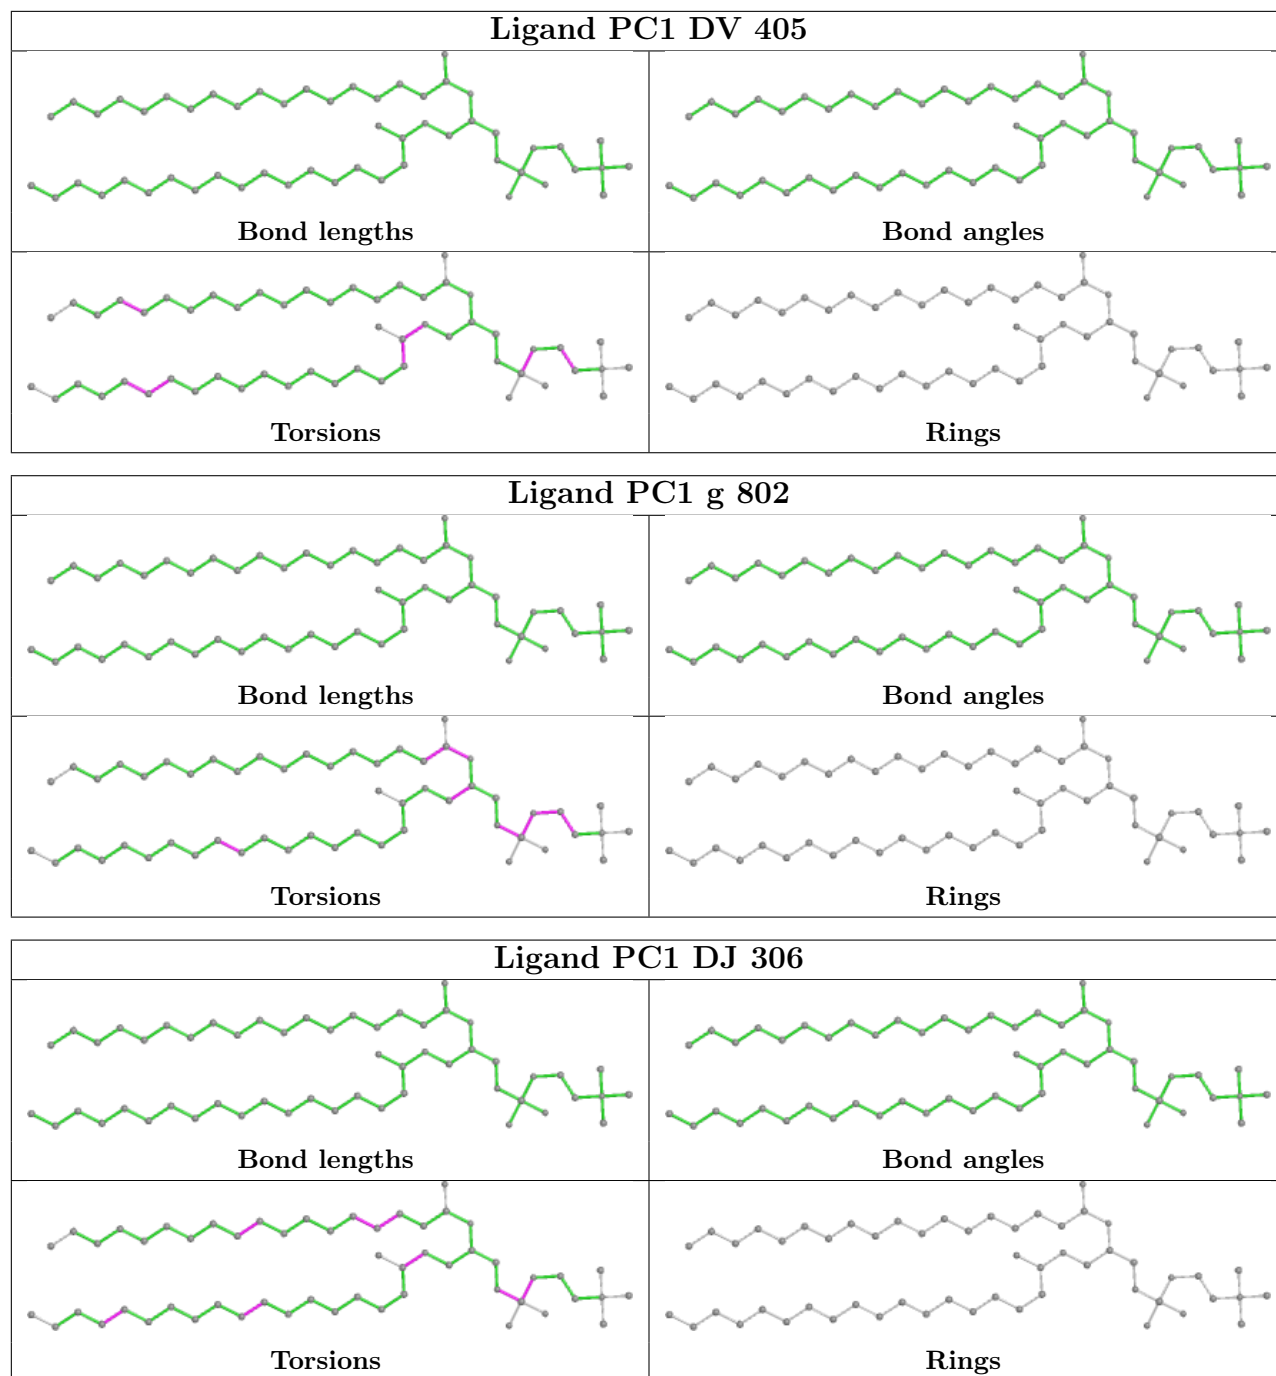 Ligand PC1 DV 405
Bond lengths
Bond angles
Torsions
Rings
Ligand PC1 g 802
Bond lengths
Bond angles
Torsions
Rings
Ligand PC1 DJ 306
Bond lengths
Bond angles
Torsions
Rings